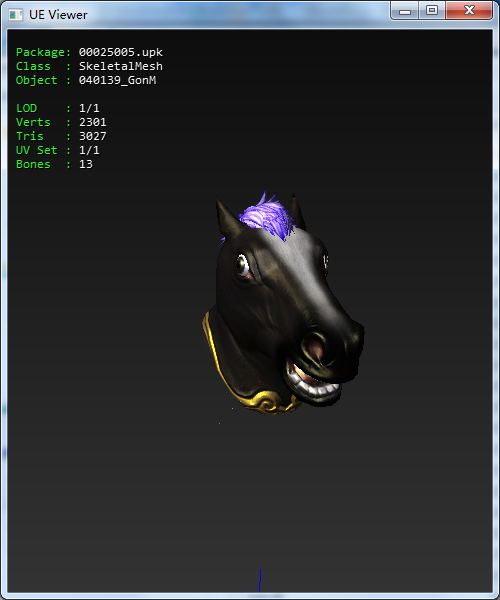 UE Viewer
Package: 00025005.upk
Class  : SkeletalMesh
Object : 040139_GonM
LOD    : 1/1
Verts  : 2301
Tris   : 3027
UV Set : 1/1
Bones  : 13